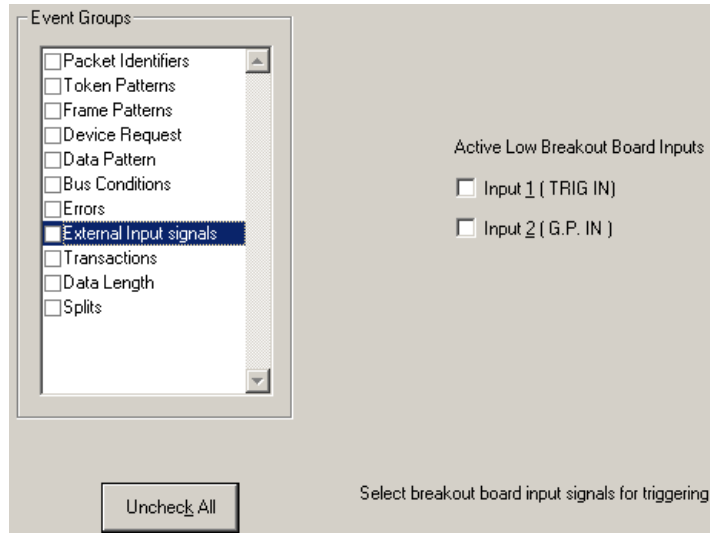 Event Groups
Packet Identifiers
Token Patterns
Frame Patterns
Device Request
Data Pattern
Bus Conditions
Errors
External Input signals
Transactions
Data Length
Splits
Active Low Breakout Board Inputs
Input 1 ( TRIG IN)
Input 2 ( G.P. IN )
Uncheck All
Select breakout board input signals for triggering